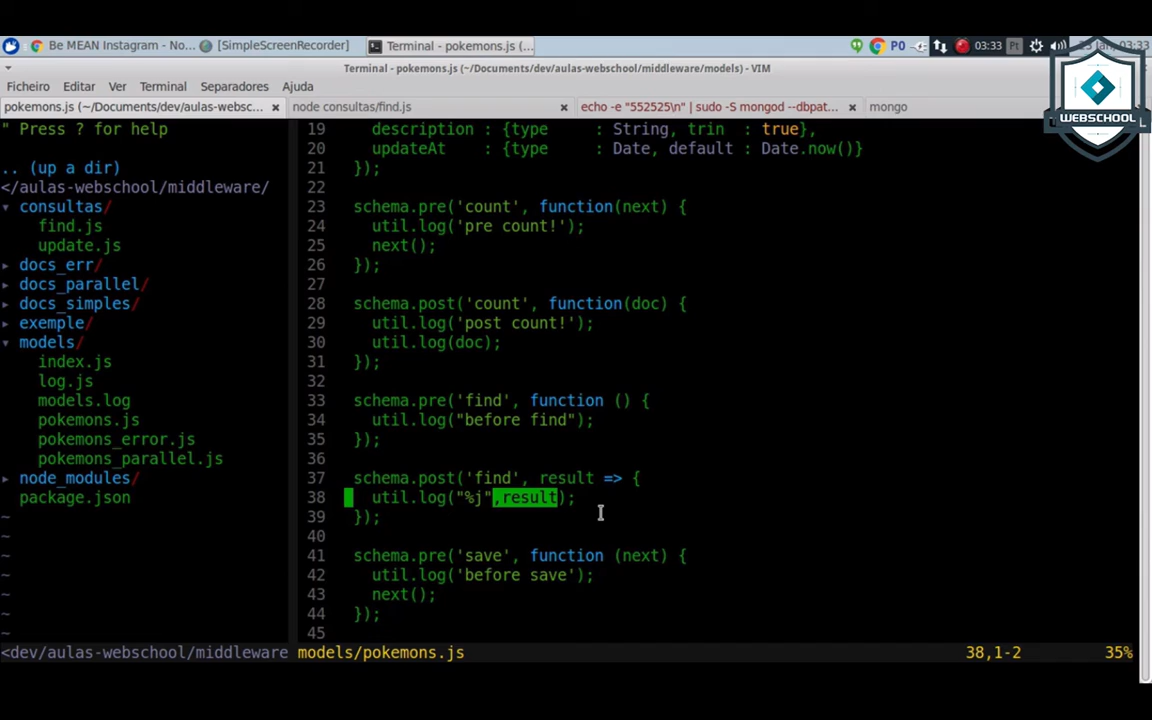 Be MEAN Instagram - No...
[SimpleScreenRecorder]
Terminal - pokemons.js (...
PO
03:33
Pt
03:33
Terminal - pokemons.js (~/Documents/dev/aulas-webschool/middleware/models) - VIM
Ficheiro Editar Ver Terminal Separadores Ajuda
pokemons.js (~/Documents/dev/aulas-websc...
node consultas/find.js
echo -e "552525\n" | sudo -S mongod --dbpat...
mongo
WEBSCHOOL
" Press ? for help
.. (up a dir)
</aulas-webschool/middleware/
▾ consultas/
find.js
update.js
▸ docs_err/
▸ docs_parallel/
▸ docs_simples/
▸ exemple/
▾ models/
index.js
log.js
models.log
pokemons.js
pokemons_error.js
pokemons_parallel.js
▸ node_modules/
package.json
~
~
~
~
~
~
~
19 description : {type : String, trin : true},
20 updateAt : {type : Date, default : Date.now()}
21 });
22
23 schema.pre('count', function(next) {
24 util.log('pre count!');
25 next();
26 });
27
28 schema.post('count', function(doc) {
29 util.log('post count!');
30 util.log(doc);
31 });
32
33 schema.pre('find', function () {
34 util.log("before find");
35 });
36
37 schema.post('find', result => {
38 util.log("%j",result);
39 });
40
41 schema.pre('save', function (next) {
42 util.log('before save');
43 next();
44 });
45
<dev/aulas-webschool/middleware models/pokemons.js 38,1-2 35%